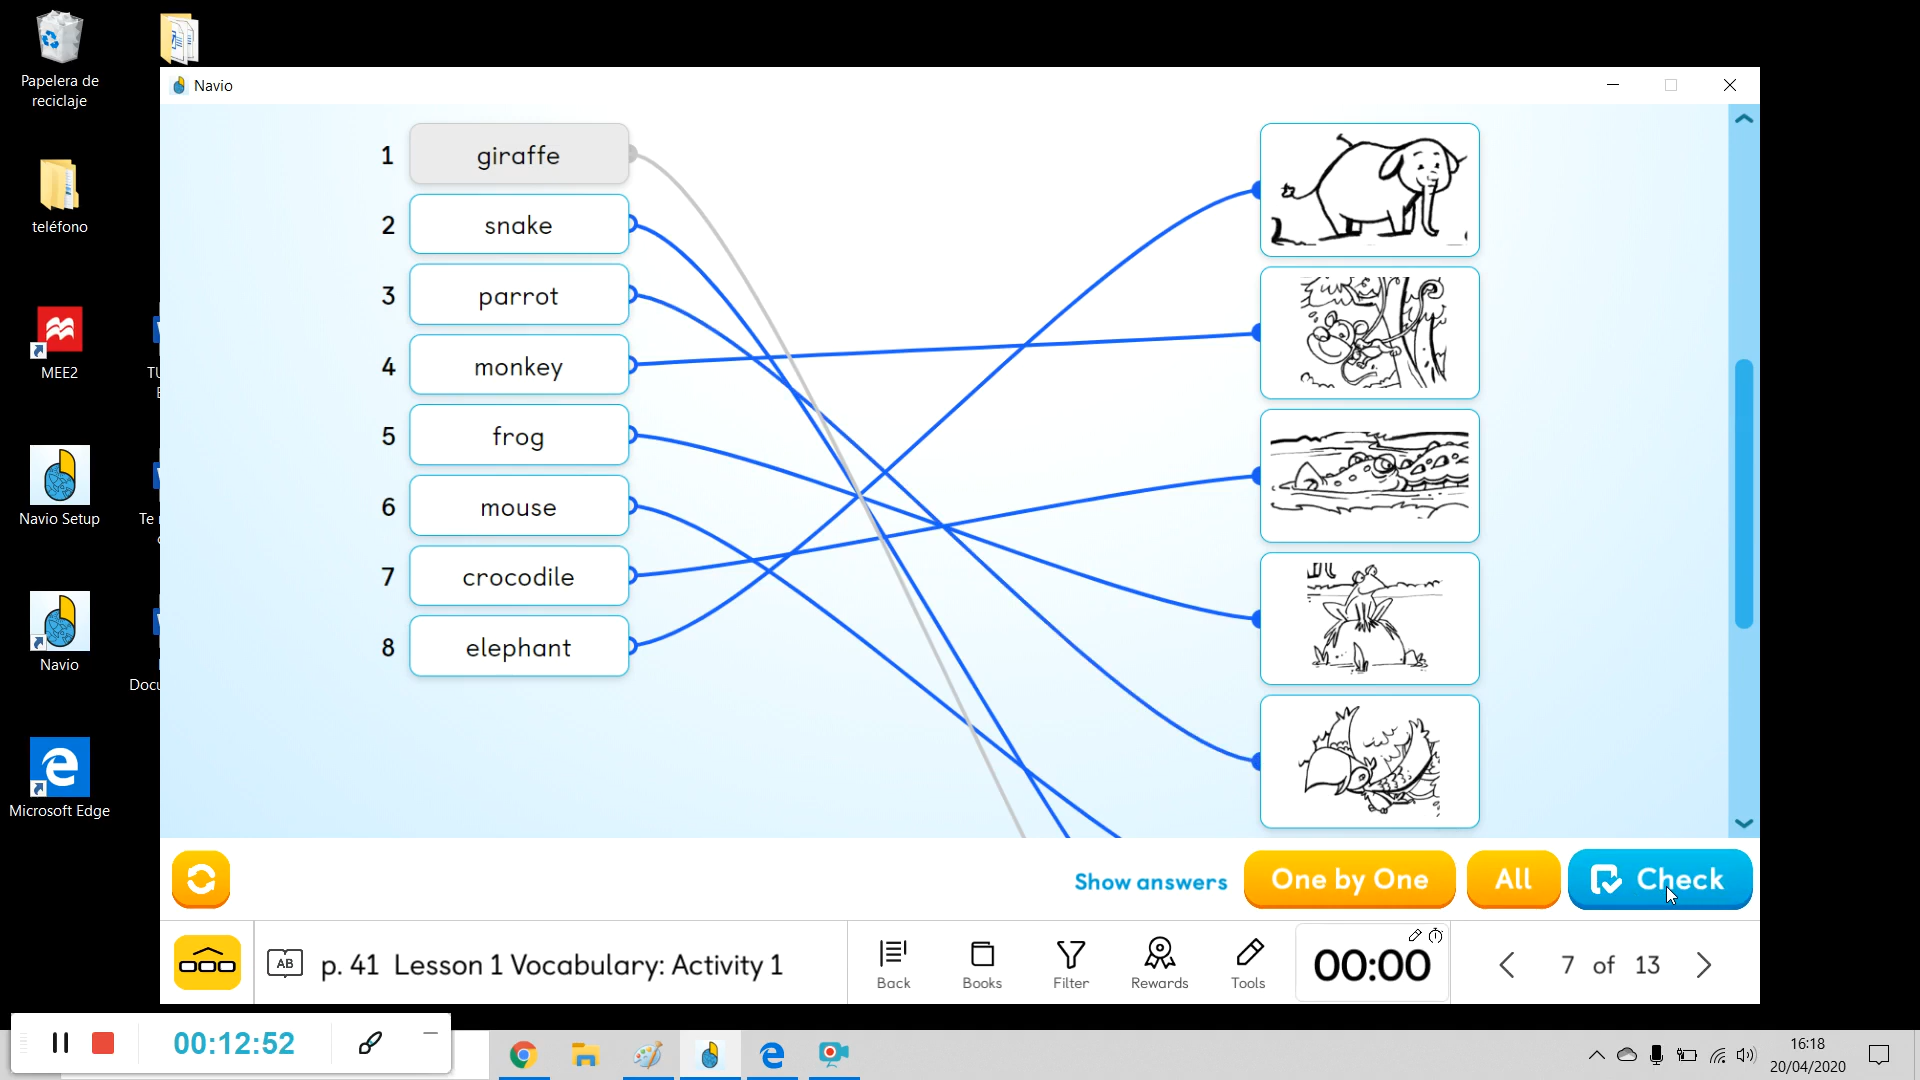 Papelera de
reciclaje
teléfono
MEE2
Navio Setup
Navio
Microsoft Edge
Te
Docu
Navio
1 giraffe
2 snake
3 parrot
4 monkey
5 frog
6 mouse
7 crocodile
8 elephant
Show answers
One by One
All
Check
AB
p. 41 Lesson 1 Vocabulary: Activity 1
Back
Books
Filter
Rewards
Tools
00:00
7 of 13
00:12:52
16:18
20/04/2020